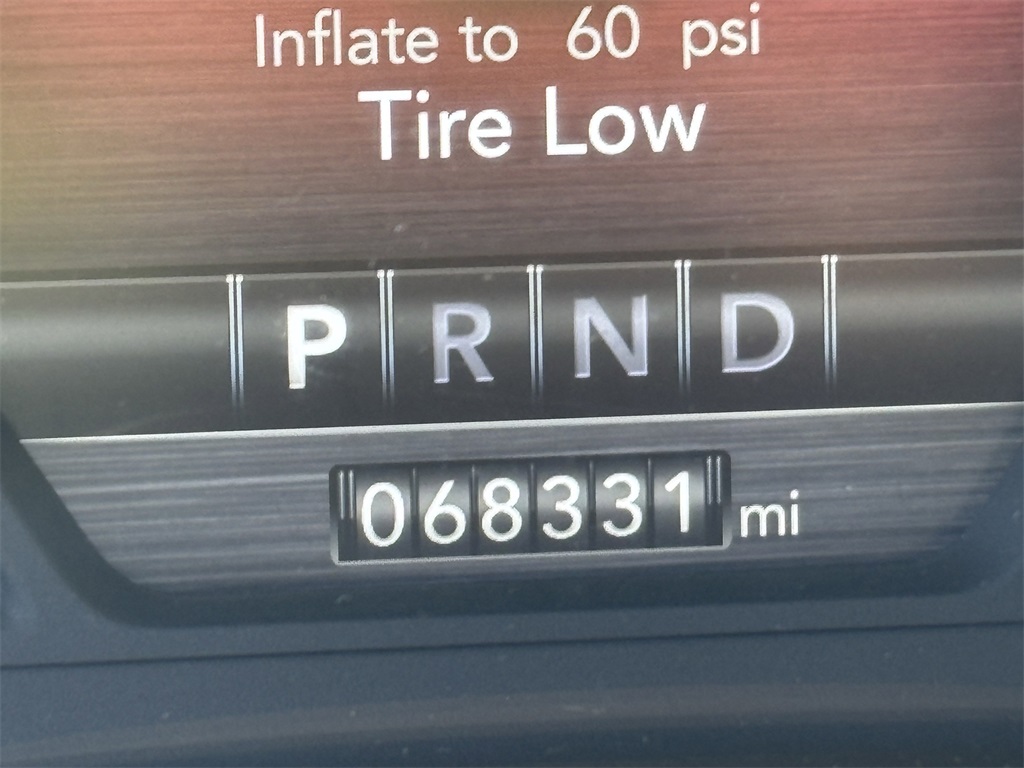 Inflate to 60 psi
Tire Low
P R N D
068331 mi